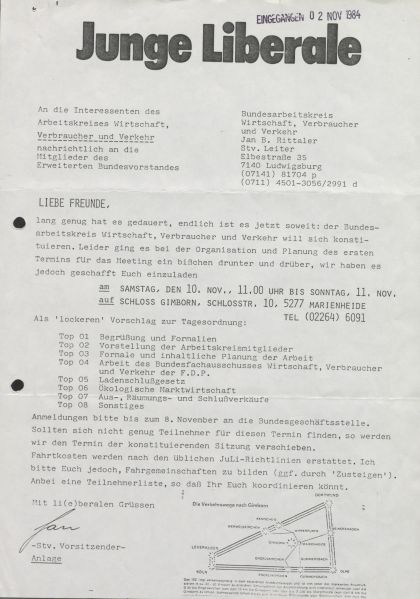 EINGEGANGEN 0 2 NOV 1984
Junge Liberale
An die Interessenten des
Arbeitskreises Wirtschaft,
Verbraucher und Verkehr
nachrichtlich an die
Mitglieder des
Erweiterten Bundesvorstandes
Bundesarbeitskreis
Wirtschaft, Verbraucher
und Verkehr
Jan B. Rittaler
Stv. Leiter
Elbestraße 35
7140 Ludwigsburg
(07141) 81704 p
(0711) 4501-3056/2991 d
LIEBE FREUNDE,
lang genug hat es gedauert, endlich ist es jetzt soweit: der Bundes-
arbeitskreis Wirtschaft, Verbraucher und Verkehr will sich konsti-
tuieren. Leider ging es bei der Organisation und Planung des ersten
Termins für das Meeting ein bißchen drunter und drüber, wir haben es
jedoch geschafft Euch einzuladen
am SAMSTAG, DEN 10. NOV., 11.00 UHR BIS SONNTAG, 11. NOV.
auf SCHLOSS GIMBORN, SCHLOSSTR. 10, 5277 MARIENHEIDE
TEL (02264) 6091
Als 'lockeren' Vorschlag zur Tagesordnung:
Top 01 Begrüßung und Formalien
Top 02 Vorstellung der Arbeitskreismitglieder
Top 03 Formale und inhaltliche Planung der Arbeit
Top 04 Arbeit des Bundesfachausschusses Wirtschaft, Verbraucher
und Verkehr der F.D.P.
Top 05 Ladenschlußgesetz
Top 06 Ökologische Marktwirtschaft
Top 07 Aus-, Räumungs- und Schlußverkäufe
Top 08 Sonstiges
Anmeldungen bitte bis zum 8. November an die Bundesgeschäftsstelle.
Sollten sich nicht genug Teilnehmer für diesen Termin finden, so werden
wir den Termin der konstituierenden Sitzung verschieben.
Fahrtkosten werden nach den üblichen JuLi-Richtlinien erstattet. Ich
bitte Euch jedoch, Fahrgemeinschaften zu bilden (ggf. durch 'Zusteigen').
Anbei eine Teilnehmerliste, so daß Ihr Euch koordinieren könnt.
Mit li(e)beralen Grüssen
Jan
-Stv. Vorsitzender-
Anlage
Die Verkehrswege nach Gimborn
DORTMUND
LEVERKUSEN
KÖLN
OLPE